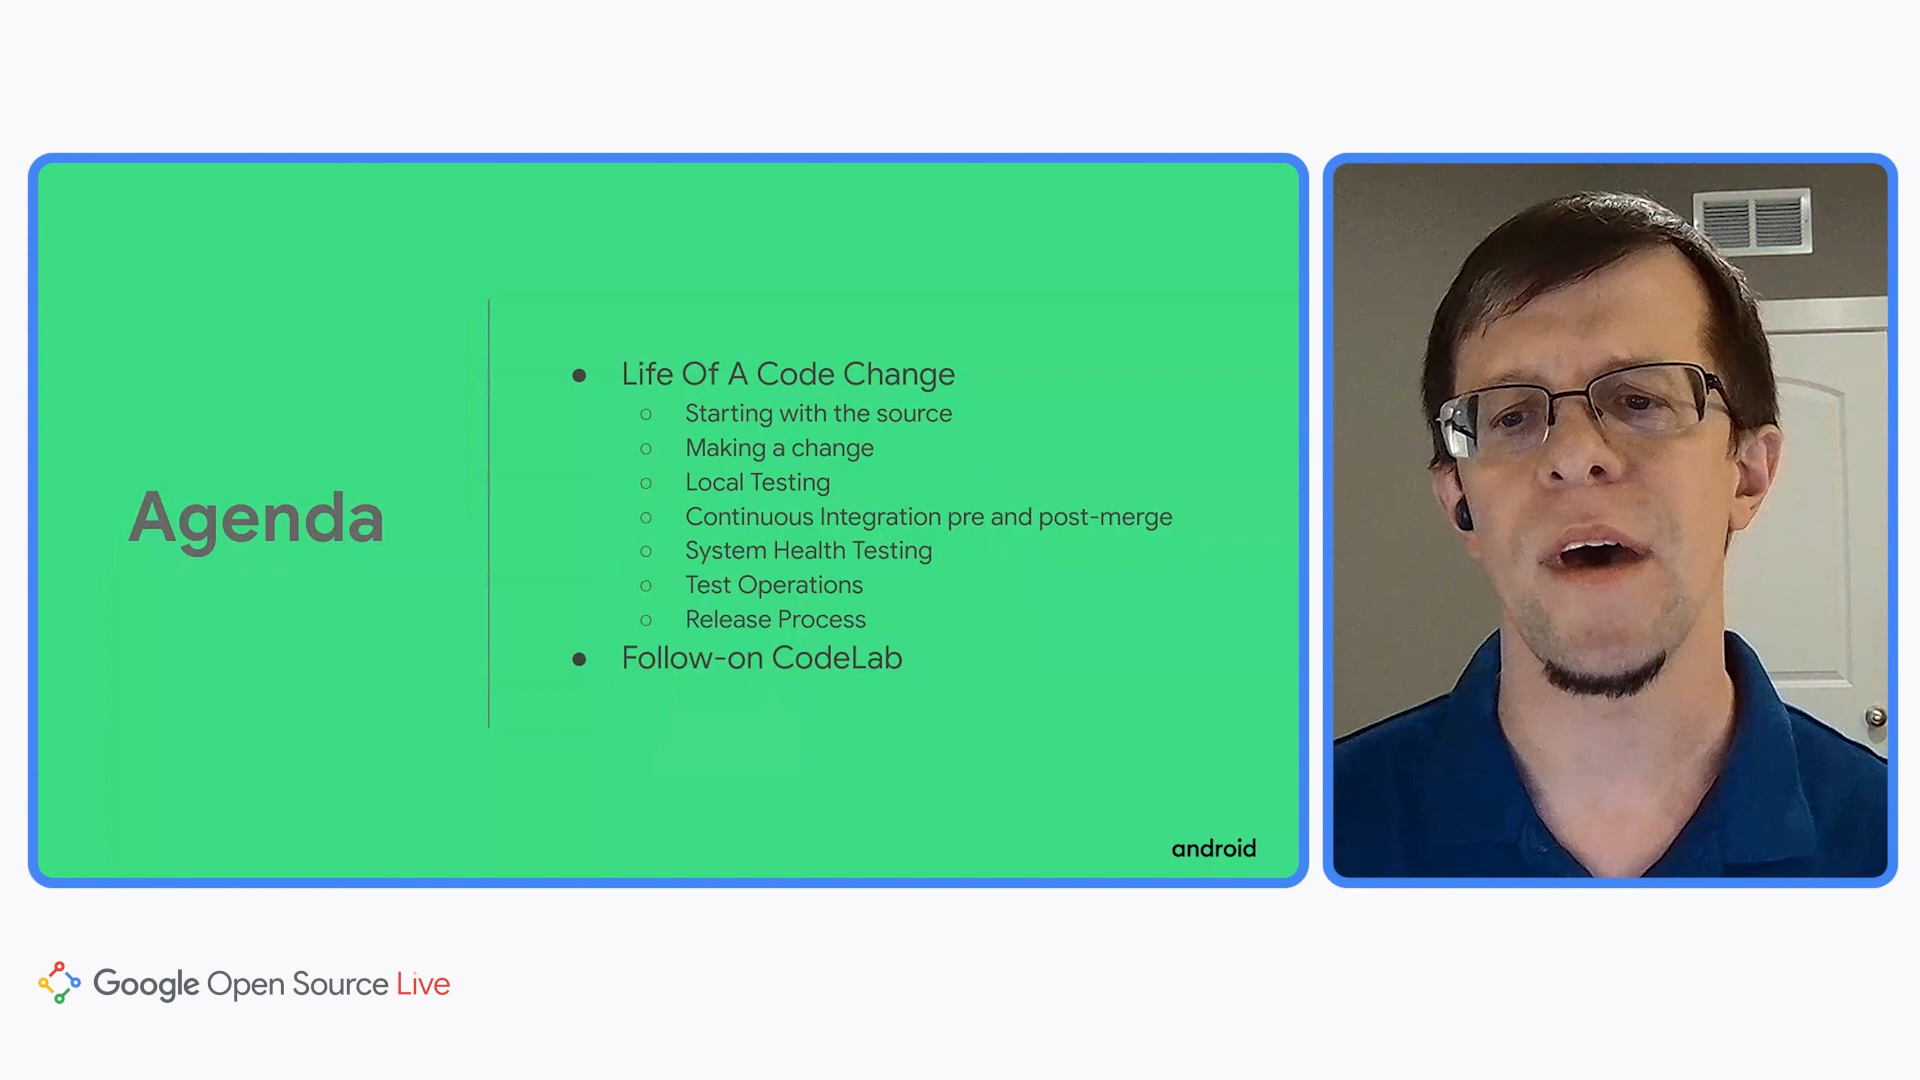 Agenda
Life Of A Code Change
Starting with the source
Making a change
Local Testing
Continuous Integration pre and post-merge
System Health Testing
Test Operations
Release Process
Follow-on CodeLab
android
Google Open Source Live